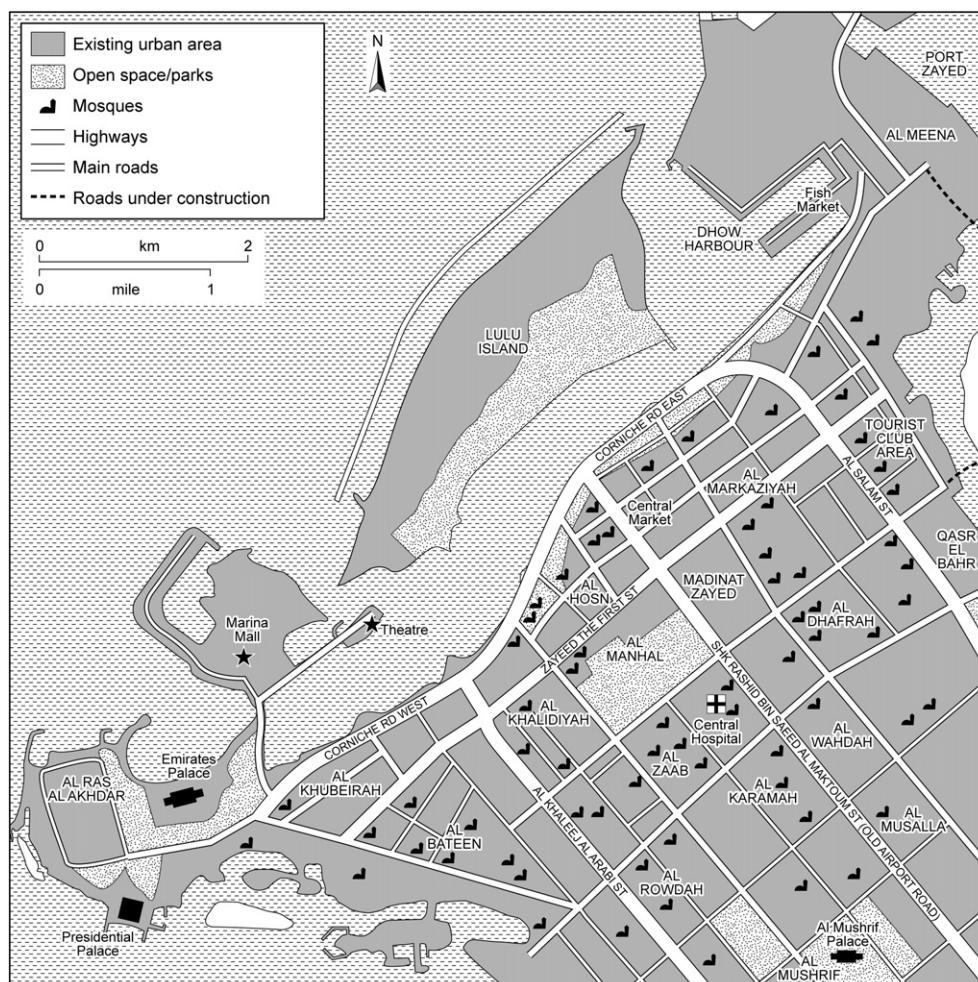 Existing urban area
Open space/parks
Mosques
Highways
Main roads
Roads under construction
0 km 2
0 mile 1
N
PORT
ZAYED
AL MEENA
Fish
Market
DHOW
HARBOUR
LULU
ISLAND
CORNICHE RD EAST
TOURIST
CLUB
AREA
AL
MARKAZIYAH
AL SALAM ST
Central
Market
QASR
EL
BAHR
MADINAT
ZAYED
AL
HOSN
ZAYEED THE FIRST ST
AL
DHAFRAH
Marina
Mall
Theatre
AL
MANHAL
SHK RASHID BIN SAEED AL MAKTOUM ST (OLD AIRPORT ROAD)
CORNICHE RD WEST
AL
KHALIDIYAH
Central
Hospital
AL
WAHDAH
AL
ZAAB
Emirates
Palace
AL RAS
AL AKHDAR
AL
KHUBEIRAH
AL
KARAMAH
AL KHALEEJ AL ARABI ST
AL
MUSALLA
AL
BATEEN
AL
ROWDAH
Presidential
Palace
Al Mushrif
Palace
AL
MUSHRIF